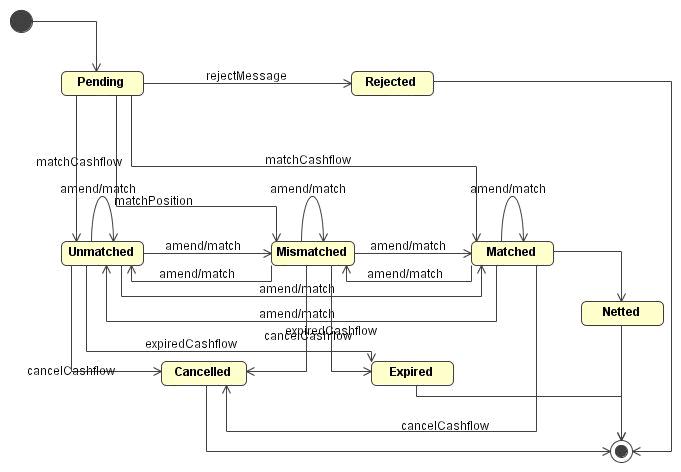 Pending
rejectMessage
Rejected
matchCashflow
matchCashflow
amend/match
amend/match
amend/match
matchPosition
Unmatched
amend/match
Mismatched
amend/match
Matched
amend/match
amend/match
amend/match
amend/match
Netted
expiredCashflow
cancelCashflow
expiredCashflow
cancelCashflow
Cancelled
Expired
cancelCashflow